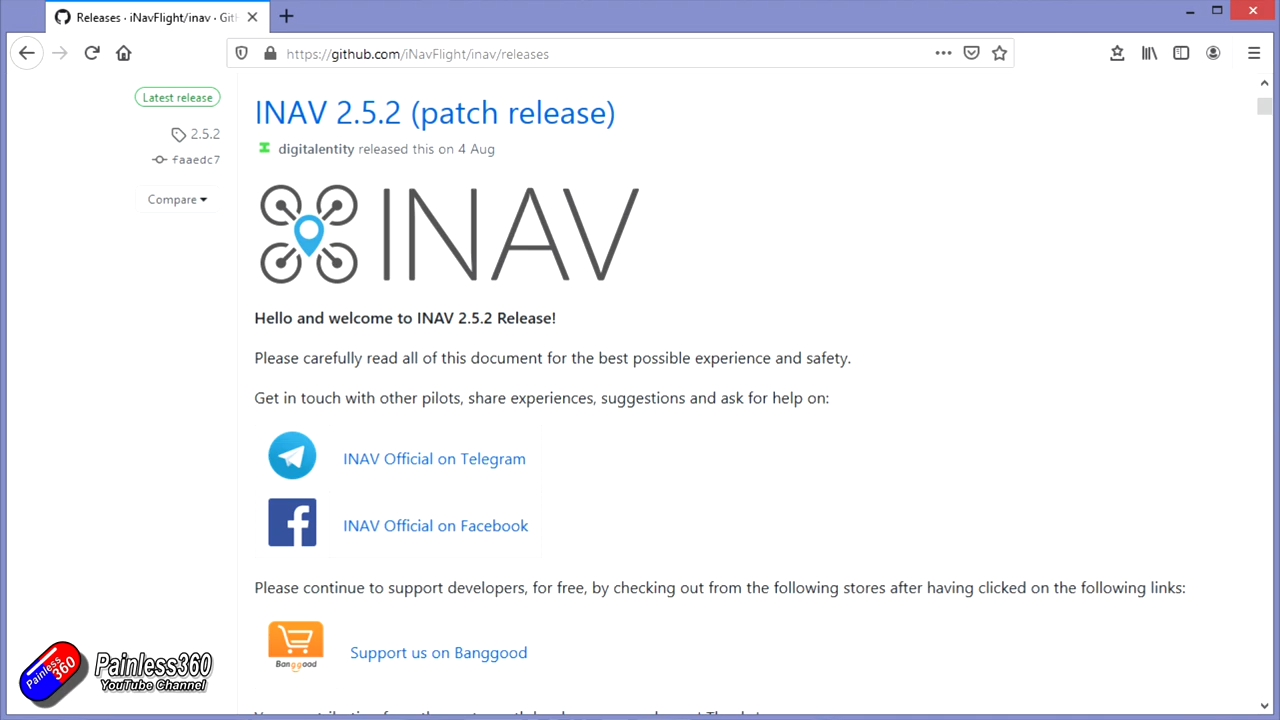 Releases · iNavFlight/inav · Gith
https://github.com/iNavFlight/inav/releases
Latest release
2.5.2
faaedc7
Compare
INAV 2.5.2 (patch release)
digitalentity released this on 4 Aug
INAV
Hello and welcome to INAV 2.5.2 Release!
Please carefully read all of this document for the best possible experience and safety.
Get in touch with other pilots, share experiences, suggestions and ask for help on:
INAV Official on Telegram
INAV Official on Facebook
Please continue to support developers, for free, by checking out from the following stores after having clicked on the following links:
Banggood
Support us on Banggood
Painless 360
Painless360
YouTube Channel